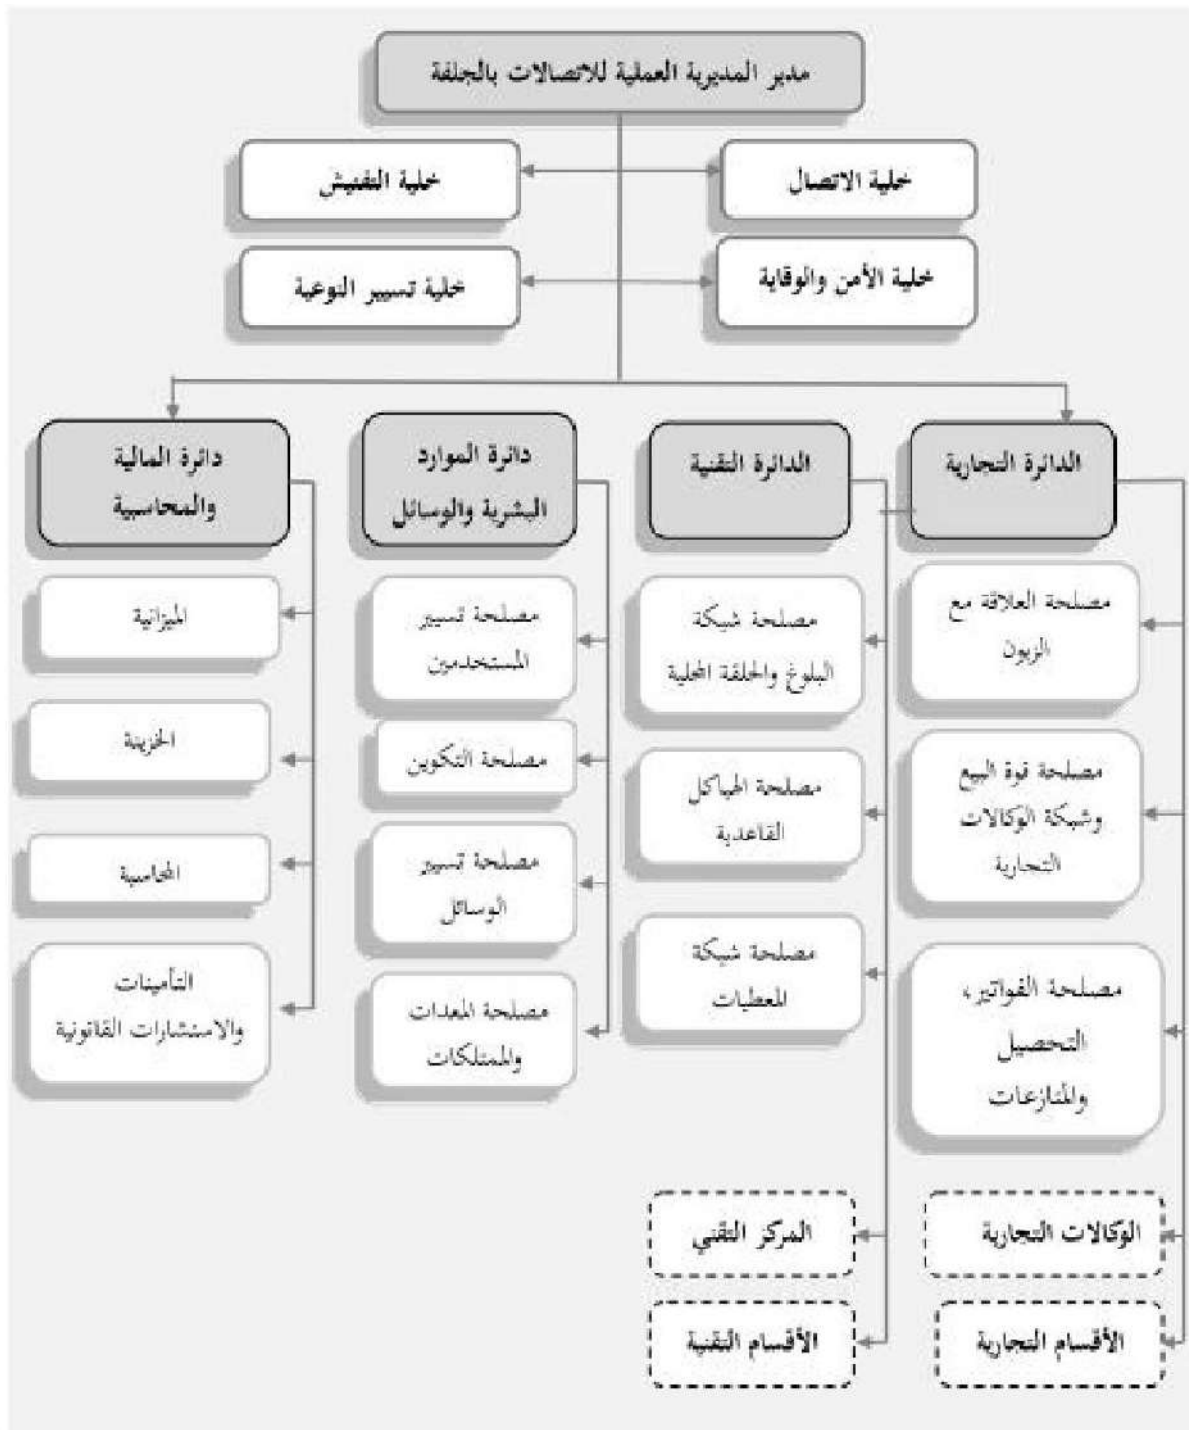 مدير المديرية العملية للاتصالات بالجلفة
خلية الاتصال
خلية التفتيش
خلية الأمن والوقاية
خلية تسيير النوعية
الدائرة التجارية
الدائرة التقنية
دائرة الموارد
البشرية والوسائل
دائرة المالية
والمحاسبية
مصلحة العلاقة مع
الزبون
مصلحة قوة البيع
وشبكة الوكالات
التجارية
مصلحة الفواتير،
التحصيل
والمنازعات
الوكالات التجارية
الأقسام التجارية
مصلحة شبكة
البلوغ والحلقة المحلية
مصلحة الهياكل
القاعدية
مصلحة شبكة
المعطيات
المركز التقني
الأقسام التقنية
مصلحة تسيير
المستخدمين
مصلحة التكوين
مصلحة تسيير
الوسائل
مصلحة المعدات
والممتلكات
الميزانية
الخزينة
المحاسبة
التأمينات
والاستشارات القانونية